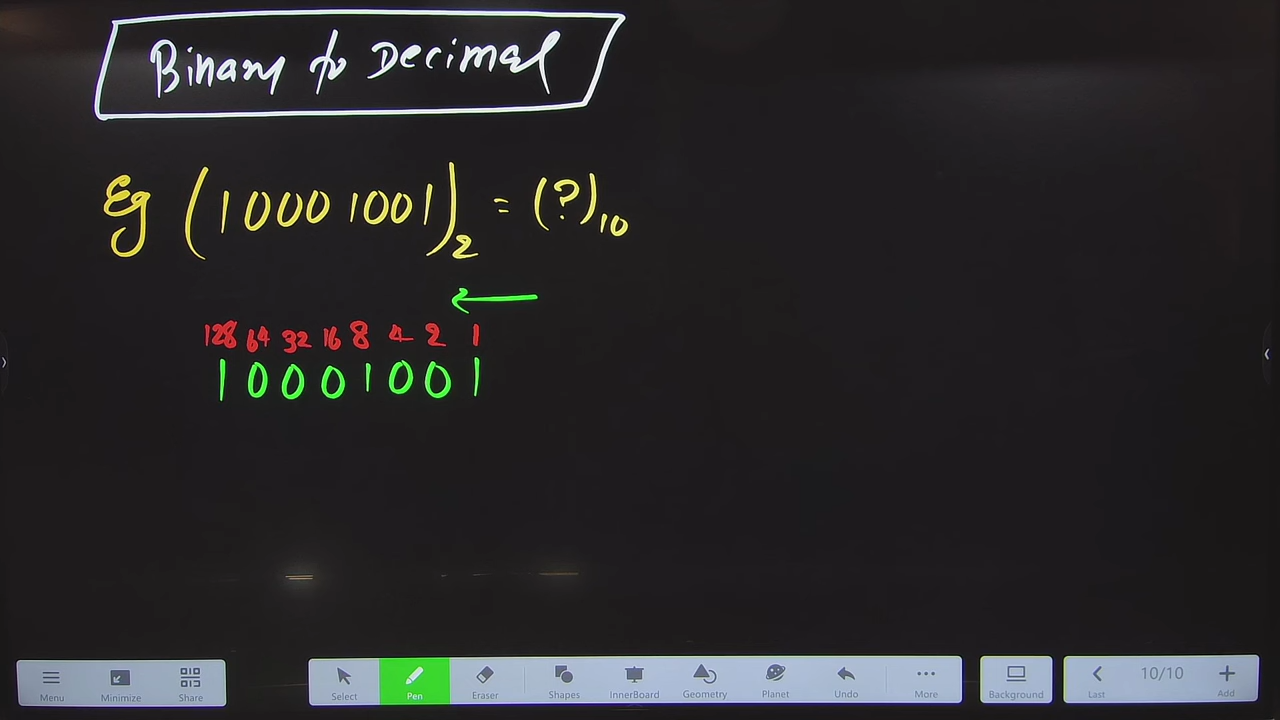 Binary to Decimal
Eg (10001001)2 = (?)10
128 64 32 16 8 4 2 1
1 0 0 0 1 0 0 1
Menu Minimize Share Select Pen Eraser Shapes InnerBoard Geometry Planet Undo More Background Last 10/10 Add